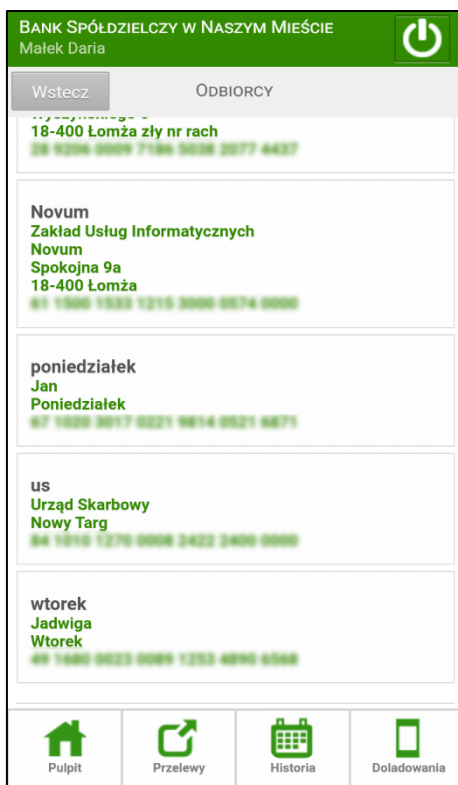 BANK SPÓŁDZIELCZY W NASZYM MIEŚCIE
Małek Daria
Wstecz
ODBIORCY
18-400 Łomża zły nr rach
Novum
Zakład Usług Informatycznych
Novum
Spokojna 9a
18-400 Łomża
poniedziałek
Jan
Poniedziałek
us
Urząd Skarbowy
Nowy Targ
wtorek
Jadwiga
Wtorek
Pulpit
Przelewy
Historia
Doladowania